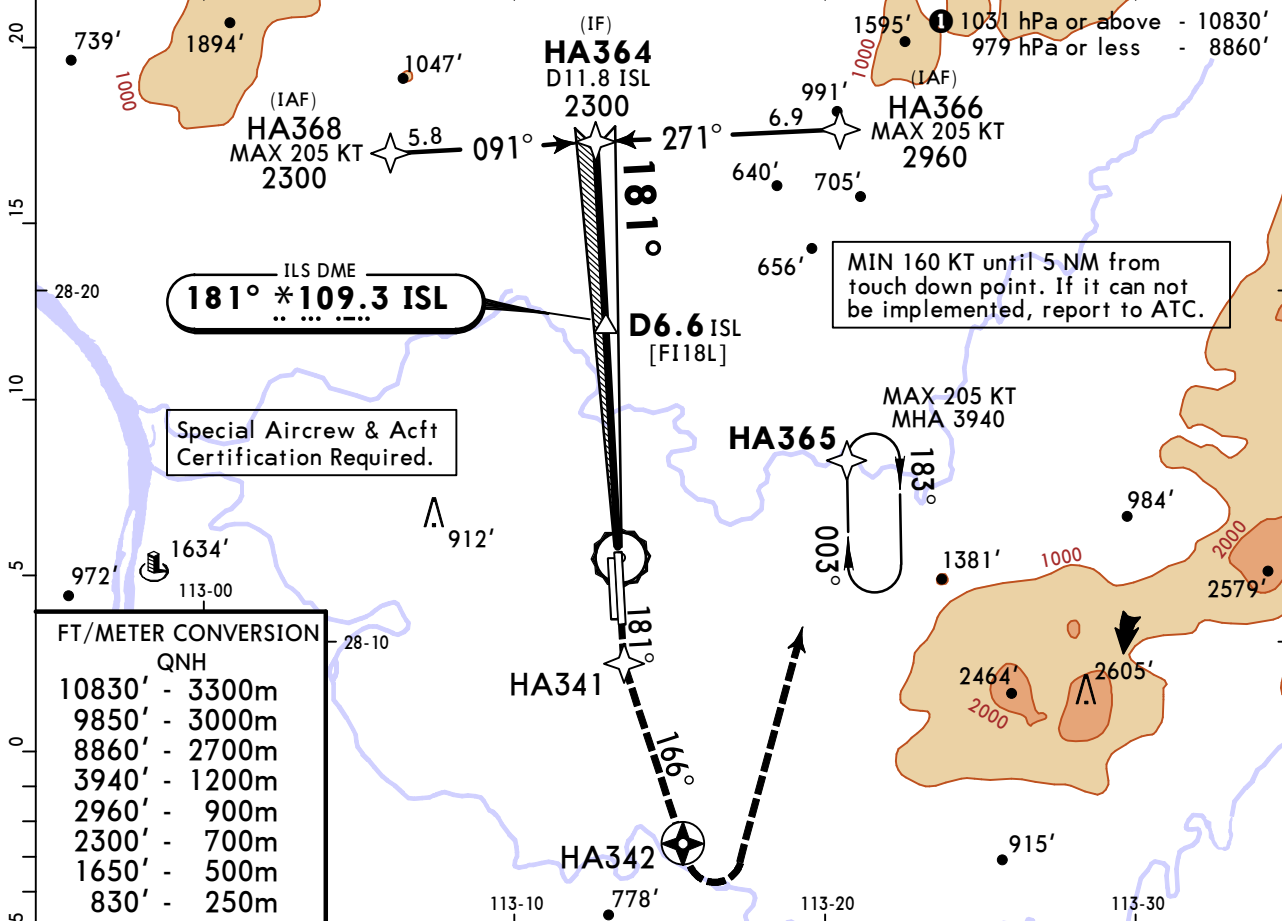 20
739′
1894′
1000
1047′
(IF)
HA364
D11.8 ISL
2300
1595′
1000
1 1031 hPa or above - 10830′
979 hPa or less - 8860′
(IAF)
HA368
MAX 205 KT
2300
5.8
091°
271°
6.9
991′
(IAF)
HA366
MAX 205 KT
2960
181°
640′
705′
15
656′
MIN 160 KT until 5 NM from
touch down point. If it can not
be implemented, report to ATC.
ILS DME
181° *109.3 ISL
28-20
D6.6 ISL
[FI18L]
10
MAX 205 KT
MHA 3940
HA365
183°
003°
Special Aircrew & Acft
Certification Required.
912′
984′
1634′
972′
5
113-00
1381′
1000
2000
2579′
28-10
181°
HA341
2464′
2000
2605′
166°
HA342
0
915′
778′
5
113-10
113-20
113-30
FT/METER CONVERSION
QNH
10830′ - 3300m
9850′ - 3000m
8860′ - 2700m
3940′ - 1200m
2960′ - 900m
2300′ - 700m
1650′ - 500m
830′ - 250m